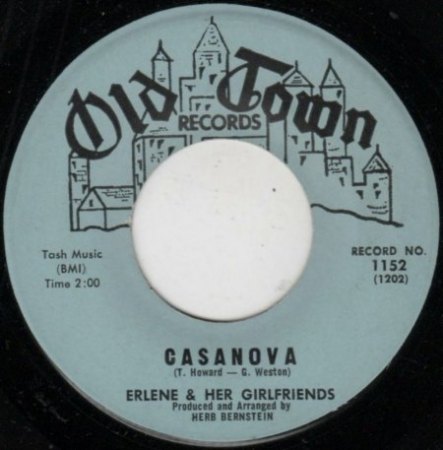 Old Town
RECORDS
Tash Music
(BMI)
Time 2:00
RECORD NO.
1152
(1202)
CASANOVA
(T. Howard — G. Weston)
ERLENE & HER GIRLFRIENDS
Produced and Arranged by
HERB BERNSTEIN